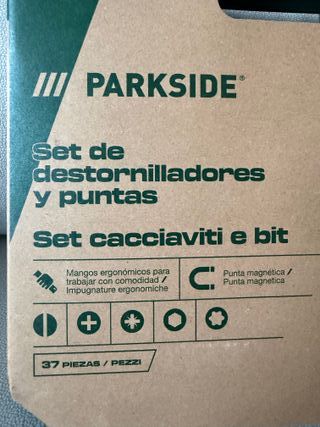 /// PARKSIDE®
Set de
destornilladores
y puntas
Set cacciaviti e bit
Mangos ergonómicos para
trabajar con comodidad /
Impugnature ergonomiche
Punta magnética /
Punta magnetica
37 PIEZAS / PEZZI